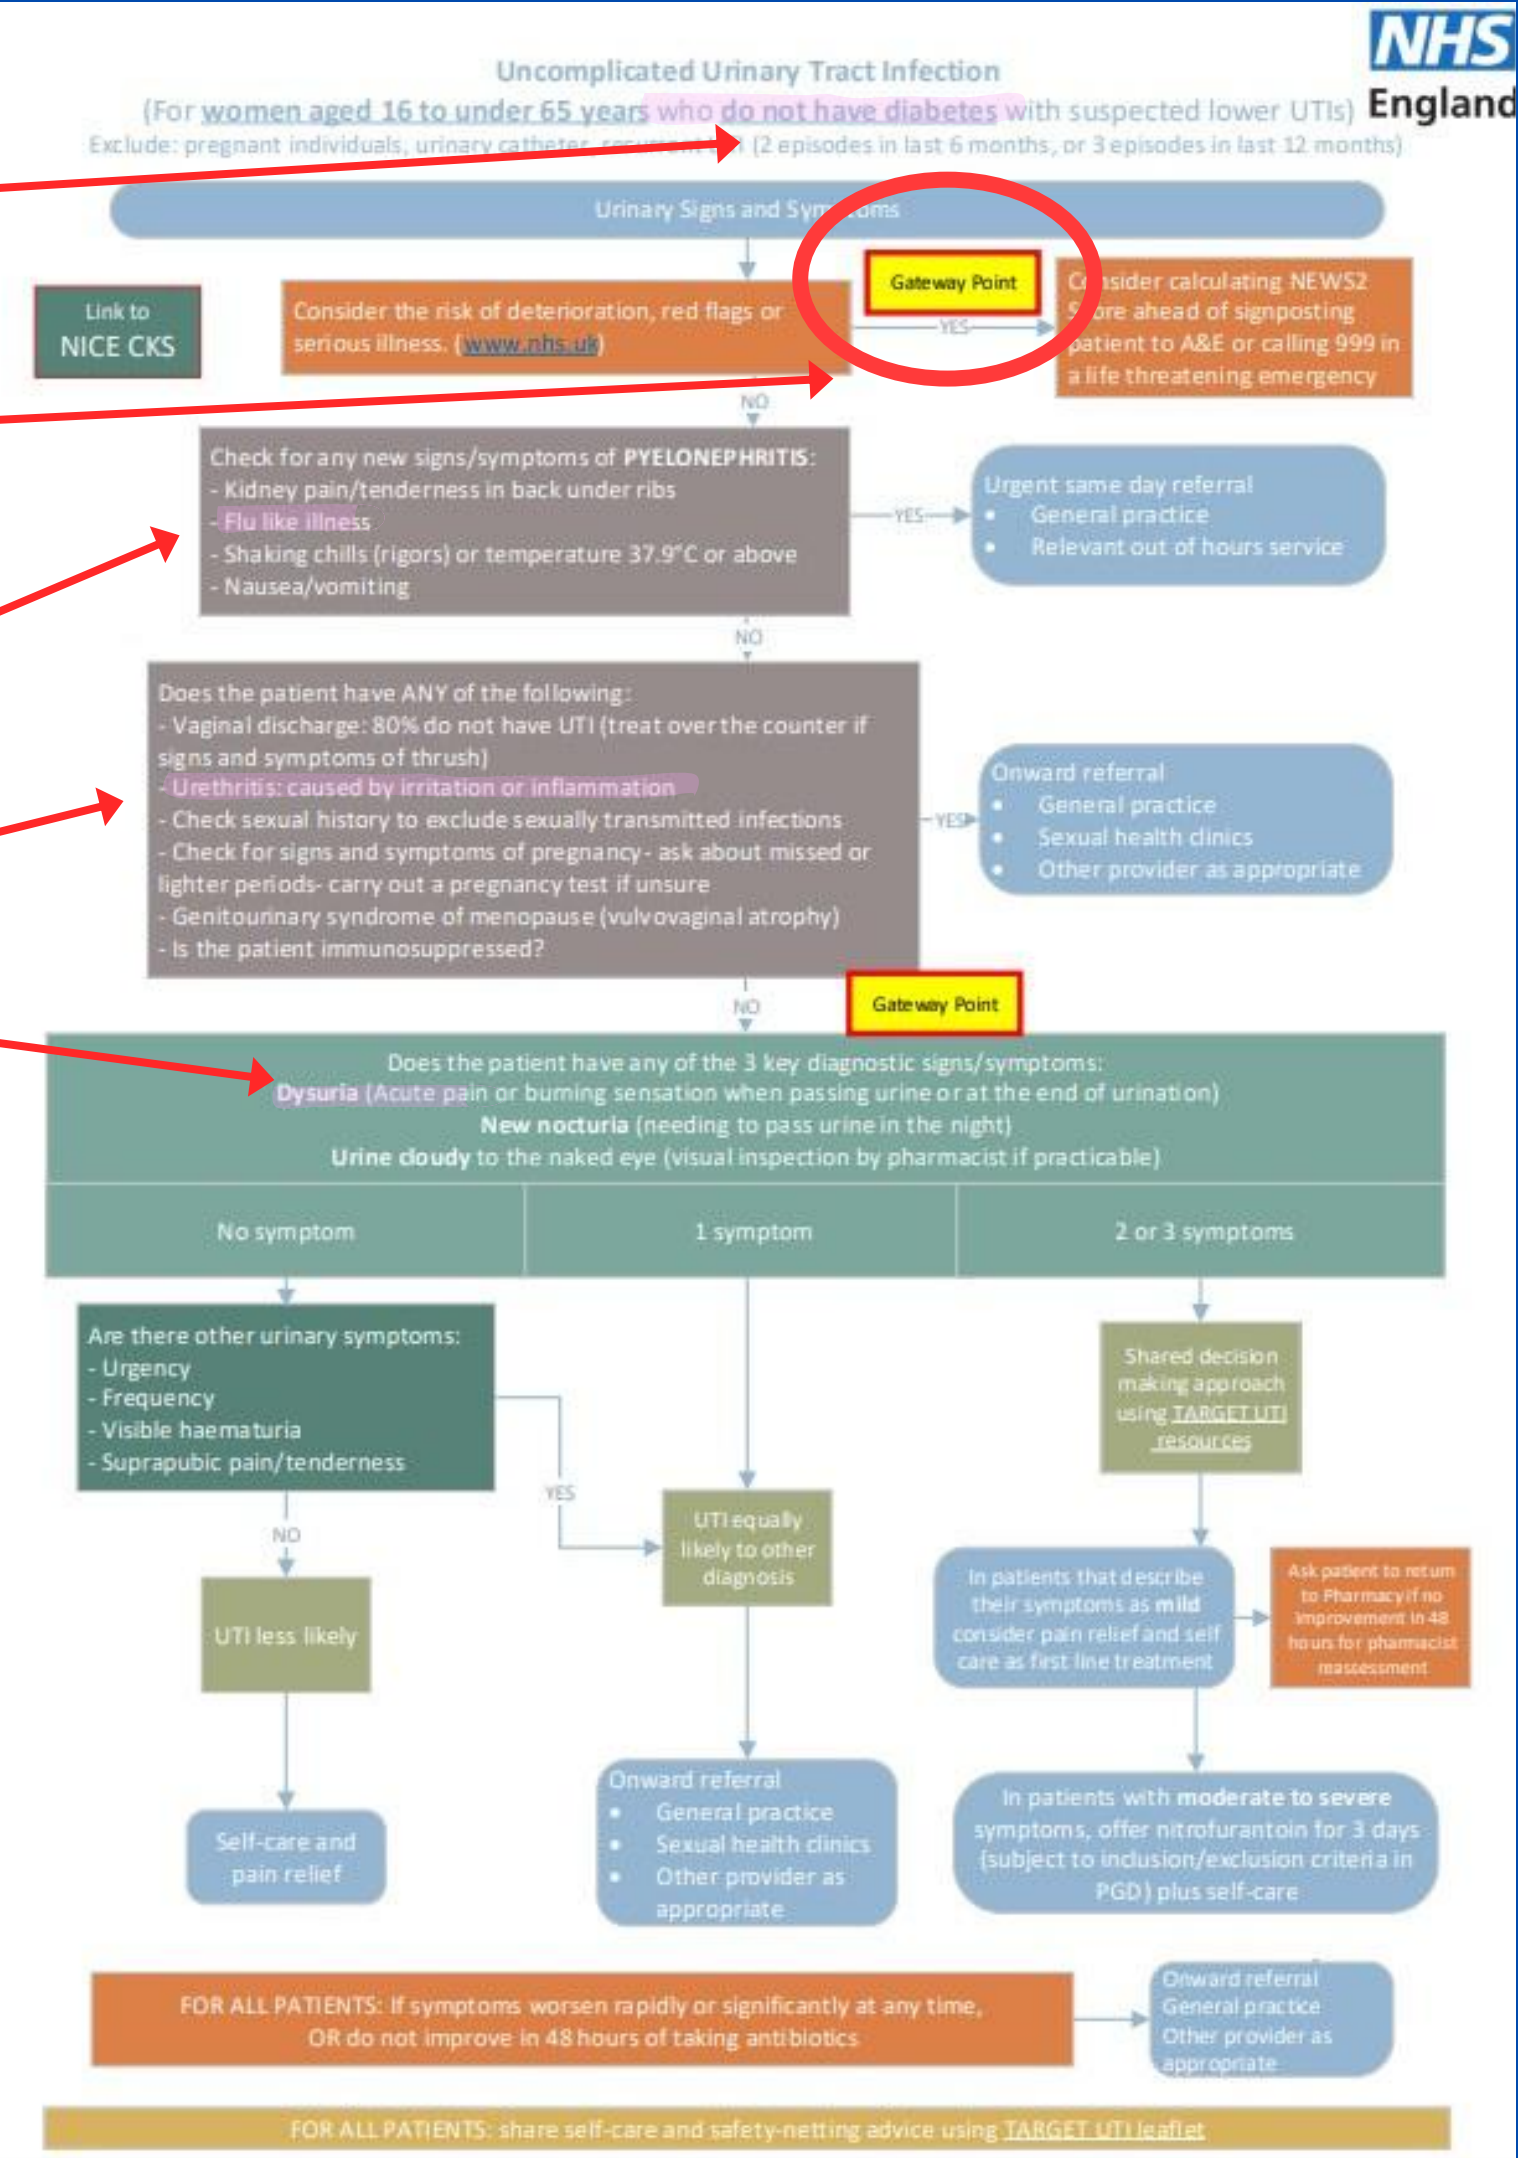 NHS
England
Uncomplicated Urinary Tract Infection
(For women aged 16 to under 65 years who do not have diabetes with suspected lower UTIs)
Exclude: pregnant individuals, urinary catheter, recurrent (2 episodes in last 6 months, or 3 episodes in last 12 months)
Urinary Signs and Symptoms
Gateway Point
Link to
NICE CKS
Consider the risk of deterioration, red flags or
serious illness. (www.nhs.uk)
YES
Consider calculating NEWS2
Score ahead of signposting
patient to A&E or calling 999 in
a life threatening emergency
NO
Check for any new signs/symptoms of PYELONEPHRITIS:
- Kidney pain/tenderness in back under ribs
- Flu like illness
- Shaking chills (rigors) or temperature 37.9°C or above
- Nausea/vomiting
YES
Urgent same day referral
• General practice
• Relevant out of hours service
NO
Does the patient have ANY of the following:
- Vaginal discharge: 80% do not have UTI (treat over the counter if
signs and symptoms of thrush)
- Urethritis: caused by irritation or inflammation
- Check sexual history to exclude sexually transmitted infections
- Check for signs and symptoms of pregnancy- ask about missed or
lighter periods- carry out a pregnancy test if unsure
- Genitourinary syndrome of menopause (vulvovaginal atrophy)
- Is the patient immunosuppressed?
YES
Onward referral
• General practice
• Sexual health clinics
• Other provider as appropriate
NO
Gateway Point
Does the patient have any of the 3 key diagnostic signs/symptoms:
Dysuria (Acute pain or burning sensation when passing urine or at the end of urination)
New nocturia (needing to pass urine in the night)
Urine cloudy to the naked eye (visual inspection by pharmacist if practicable)
No symptom
1 symptom
2 or 3 symptoms
Are there other urinary symptoms:
- Urgency
- Frequency
- Visible haematuria
- Suprapubic pain/tenderness
YES
NO
UTI less likely
Self-care and
pain relief
UTI equally
likely to other
diagnosis
Onward referral
• General practice
• Sexual health clinics
• Other provider as
appropriate
Shared decision
making approach
using TARGET UTI
resources
In patients that describe
their symptoms as mild
consider pain relief and self
care as first line treatment
Ask patient to return
to Pharmacy if no
improvement in 48
hours for pharmacist
reassessment
In patients with moderate to severe
symptoms, offer nitrofurantoin for 3 days
(subject to inclusion/exclusion criteria in
PGD) plus self-care
FOR ALL PATIENTS: If symptoms worsen rapidly or significantly at any time,
OR do not improve in 48 hours of taking antibiotics
Onward referral
General practice
Other provider as
appropriate
FOR ALL PATIENTS: share self-care and safety-netting advice using TARGET UTI leaflet